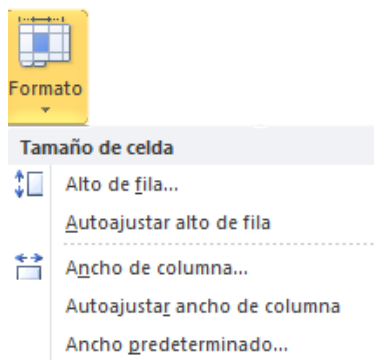 Formato
Tamaño de celda
Alto de fila...
Autoajustar alto de fila
Ancho de columna...
Autoajustar ancho de columna
Ancho predeterminado...